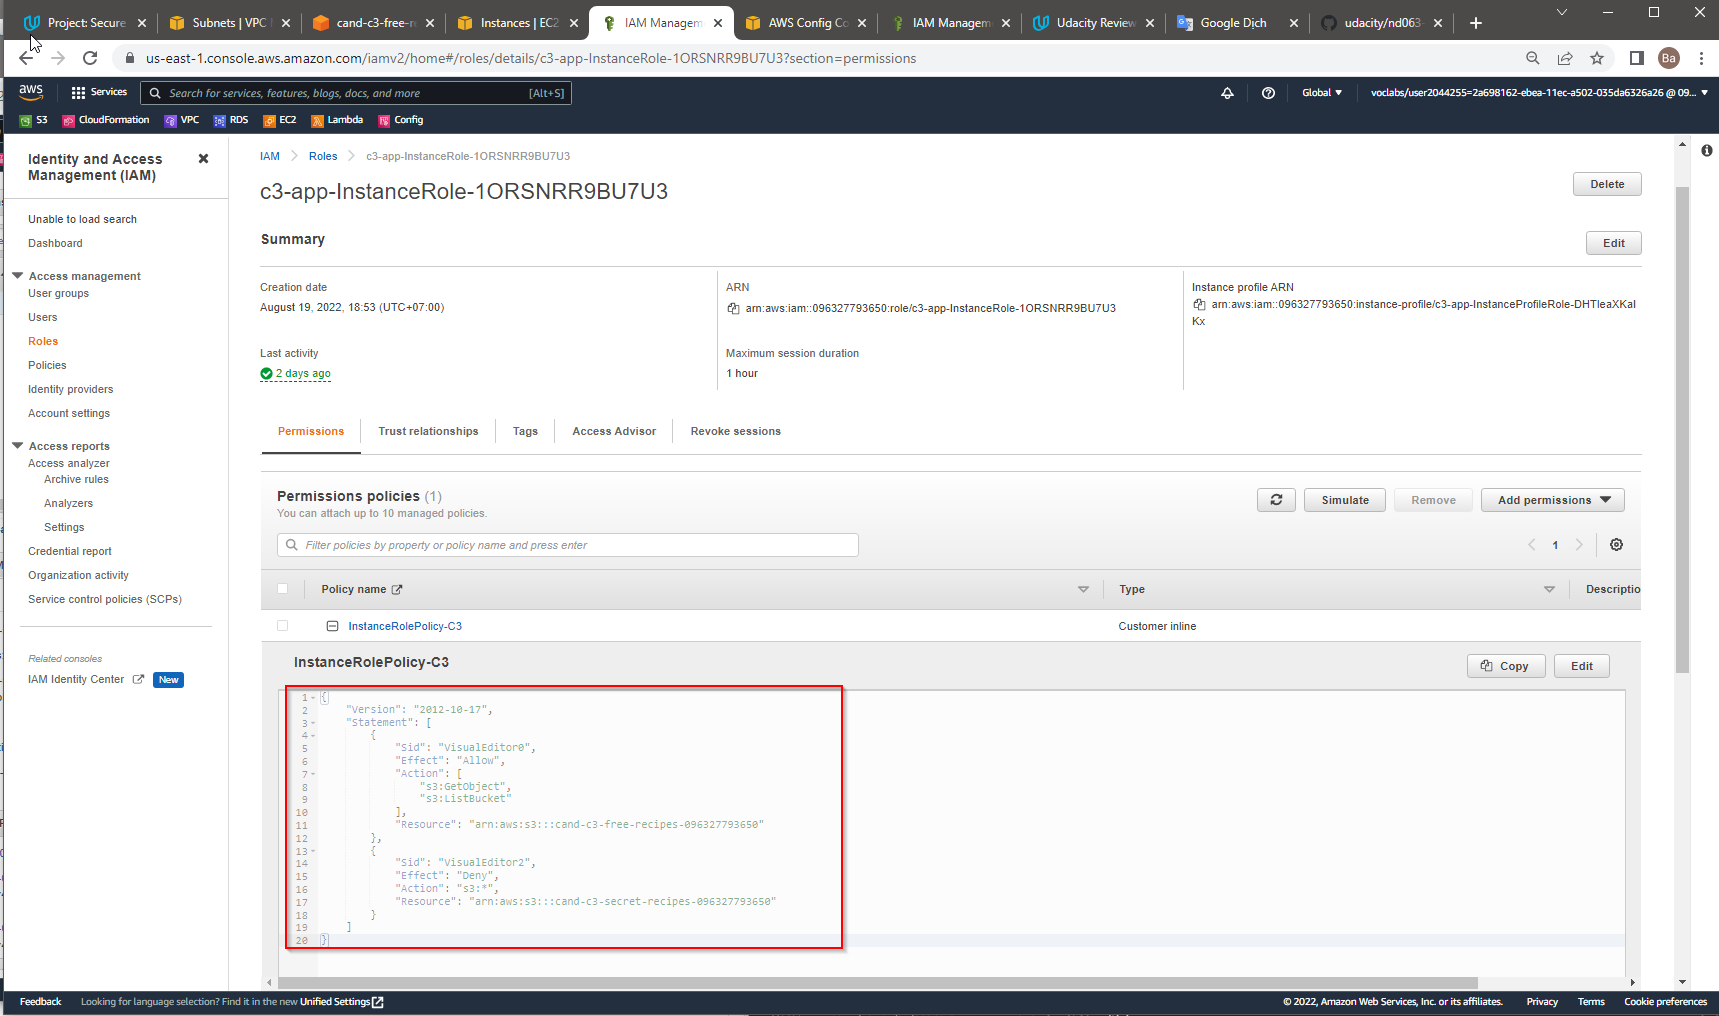 Project: Secure
Subnets | VPC
cand-c3-free-re
Instances | EC2
IAM Managem
AWS Config Co
IAM Managem
Udacity Review
Google Dịch
udacity/nd063-
us-east-1.console.aws.amazon.com/iamv2/home#/roles/details/c3-app-InstanceRole-1ORSNRR9BU7U3?section=permissions
Ba
aws
Services
Search for services, features, blogs, docs, and more
[Alt+S]
Global
voclabs/user2044255=2a698162-ebea-11ec-a502-035da6326a26 @ 09...
S3
CloudFormation
VPC
RDS
EC2
Lambda
Config
Identity and Access
Management (IAM)
Unable to load search
Dashboard
Access management
User groups
Users
Roles
Policies
Identity providers
Account settings
Access reports
Access analyzer
Archive rules
Analyzers
Settings
Credential report
Organization activity
Service control policies (SCPs)
Related consoles
IAM Identity Center
New
IAM
Roles
c3-app-InstanceRole-1ORSNRR9BU7U3
c3-app-InstanceRole-1ORSNRR9BU7U3
Delete
Summary
Edit
Creation date
August 19, 2022, 18:53 (UTC+07:00)
ARN
arn:aws:iam::096327793650:role/c3-app-InstanceRole-1ORSNRR9BU7U3
Instance profile ARN
arn:aws:iam::096327793650:instance-profile/c3-app-InstanceProfileRole-DHTleaXKal
Kx
Last activity
2 days ago
Maximum session duration
1 hour
Permissions
Trust relationships
Tags
Access Advisor
Revoke sessions
Permissions policies (1)
You can attach up to 10 managed policies.
Simulate
Remove
Add permissions
Filter policies by property or policy name and press enter
1
Policy name
Type
Descriptio
InstanceRolePolicy-C3
Customer inline
InstanceRolePolicy-C3
Copy
Edit
1 {
2 "Version": "2012-10-17",
3 "Statement": [
4 {
5 "Sid": "VisualEditor0",
6 "Effect": "Allow",
7 "Action": [
8 "s3:GetObject",
9 "s3:ListBucket"
10 ],
11 "Resource": "arn:aws:s3:::cand-c3-free-recipes-096327793650"
12 },
13 {
14 "Sid": "VisualEditor2",
15 "Effect": "Deny",
16 "Action": "s3:*",
17 "Resource": "arn:aws:s3:::cand-c3-secret-recipes-096327793650"
18 }
19 ]
20 }
Feedback
Looking for language selection? Find it in the new Unified Settings
© 2022, Amazon Web Services, Inc. or its affiliates.
Privacy
Terms
Cookie preferences